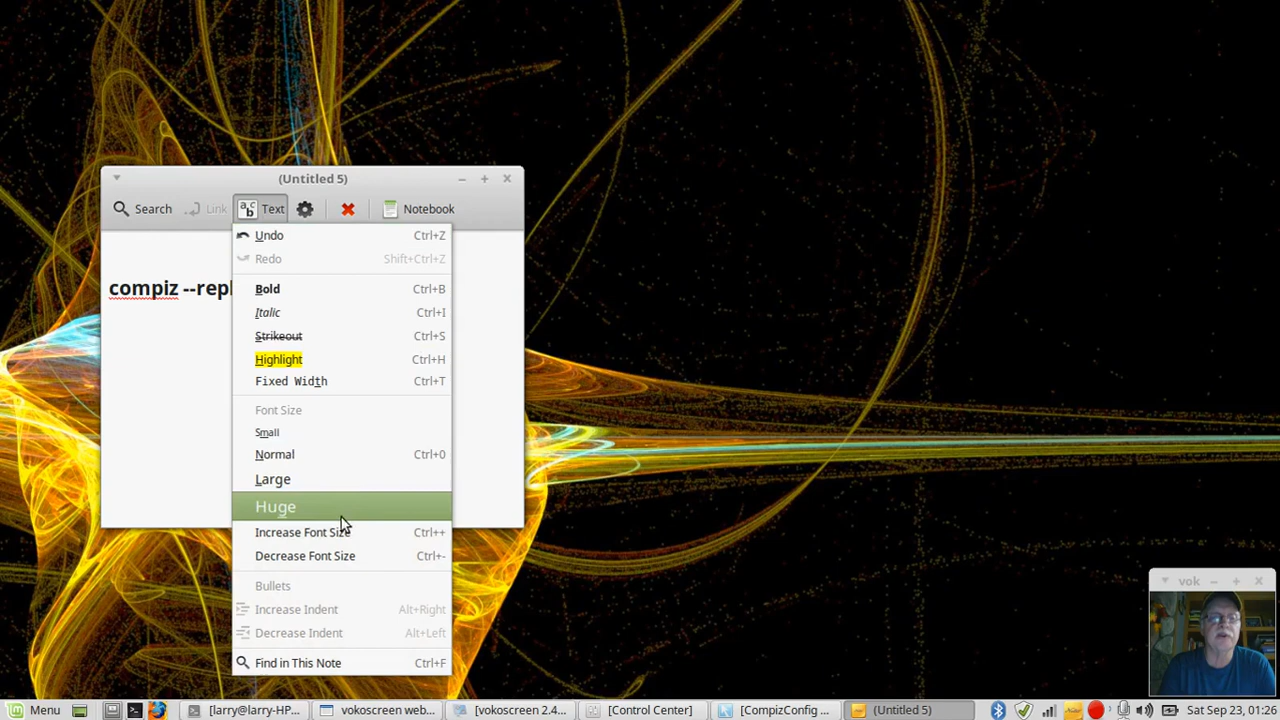 (Untitled 5)
Search Link Text Notebook
compiz --repl
Undo Ctrl+Z
Redo Shift+Ctrl+Z
Bold Ctrl+B
Italic Ctrl+I
Strikeout Ctrl+S
Highlight Ctrl+H
Fixed Width Ctrl+T
Font Size
Small
Normal Ctrl+0
Large
Huge
Increase Font Size Ctrl++
Decrease Font Size Ctrl+-
Bullets
Increase Indent Alt+Right
Decrease Indent Alt+Left
Find in This Note Ctrl+F
vok
Menu [larry@larry-HP... vokoscreen web... [vokoscreen 2.4... [Control Center] [CompizConfig ... (Untitled 5) Sat Sep 23, 01:26